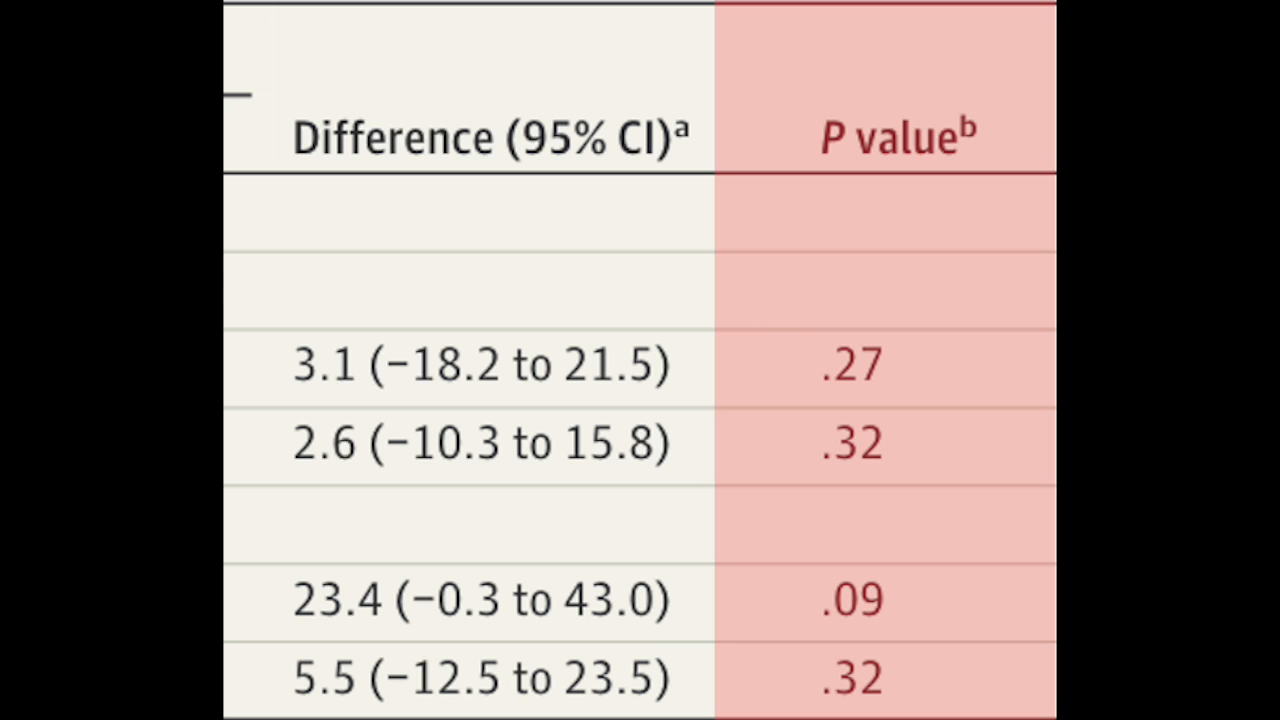 Difference (95% CI)ᵃ P valueᵇ
3.1 (−18.2 to 21.5) .27
2.6 (−10.3 to 15.8) .32
23.4 (−0.3 to 43.0) .09
5.5 (−12.5 to 23.5) .32